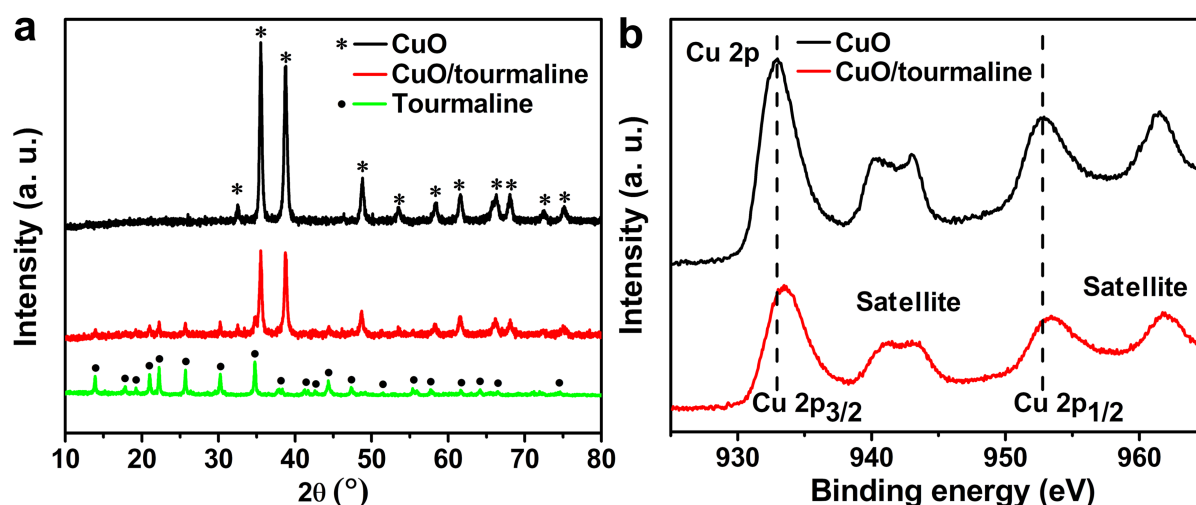 a
* CuO
CuO/tourmaline
• Tourmaline
* * * * * * * * * * *
• • • • • • • • • • • • • • • • • • • •
Intensity (a. u.)
10 20 30 40 50 60 70 80
2θ (°)
b
Cu 2p
CuO
CuO/tourmaline
Satellite
Satellite
Cu 2p3/2
Cu 2p1/2
Intensity (a. u.)
930 940 950 960
Binding energy (eV)